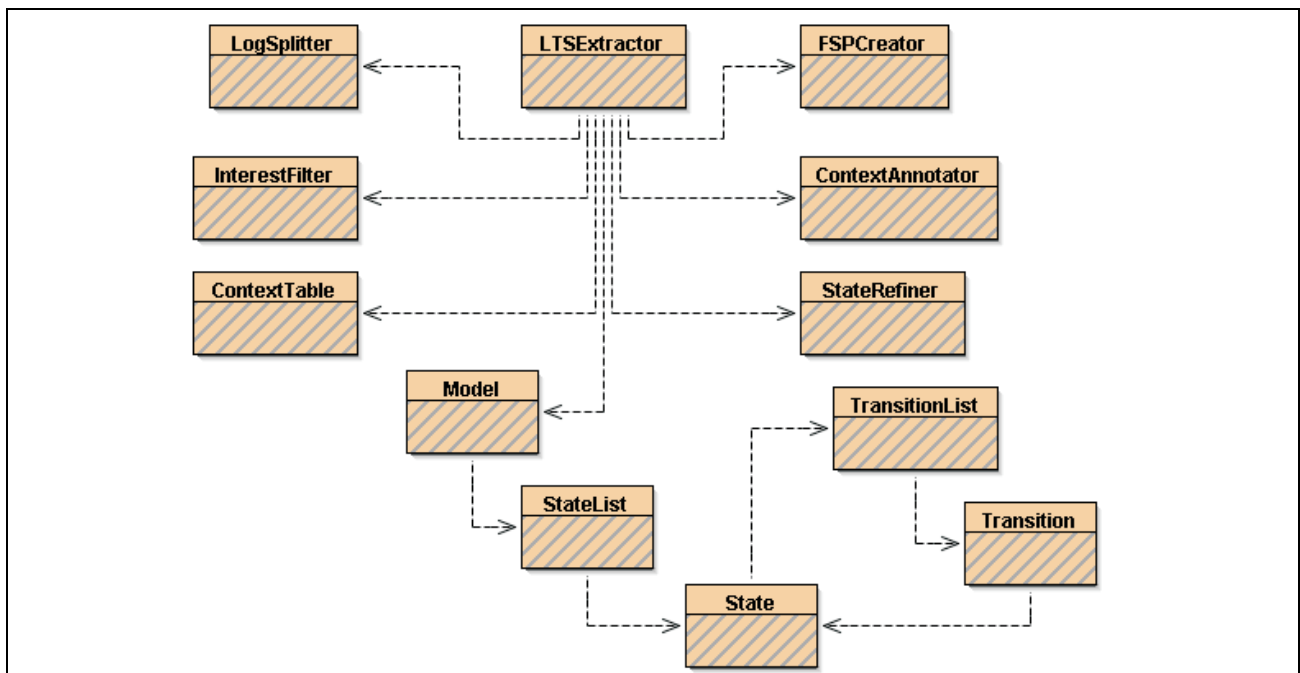 LogSplitter
LTSExtractor
FSPCreator
InterestFilter
ContextAnnotator
ContextTable
StateRefiner
Model
TransitionList
StateList
Transition
State